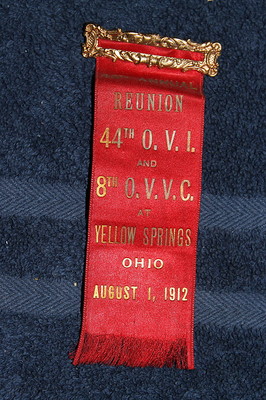 REUNION
44TH O. V. I.
AND
8TH O. V. V. C.
AT
YELLOW SPRINGS
OHIO
AUGUST 1, 1912